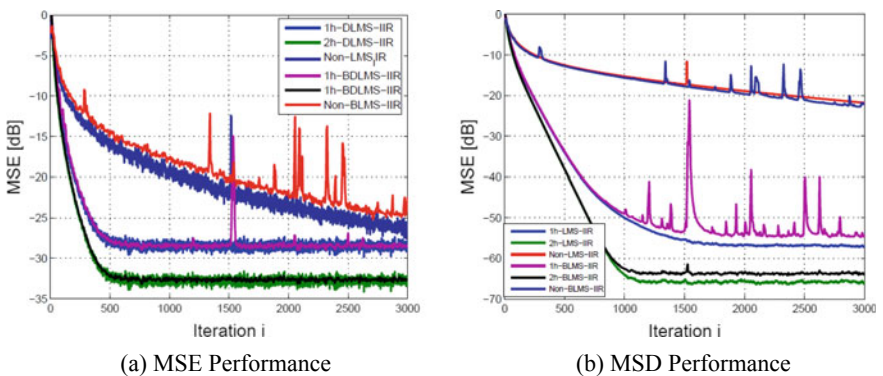 MSE [dB]
0
-5
-10
-15
-20
-25
-30
-35
0
500
1000
1500
2000
2500
3000
Iteration i
1h-DLMS-IIR
2h-DLMS-IIR
Non-LMSIIR
1h-BDLMS-IIR
1h-BDLMS-IIR
Non-BLMS-IIR
(a) MSE Performance
MSE [dB]
0
-10
-20
-30
-40
-50
-60
-70
0
500
1000
1500
2000
2500
3000
Iteration i
1h-LMS-IIR
2h-LMS-IIR
Non-LMS-IIR
1h-BLMS-IIR
2h-BLMS-IIR
Non-BLMS-IIR
(b) MSD Performance